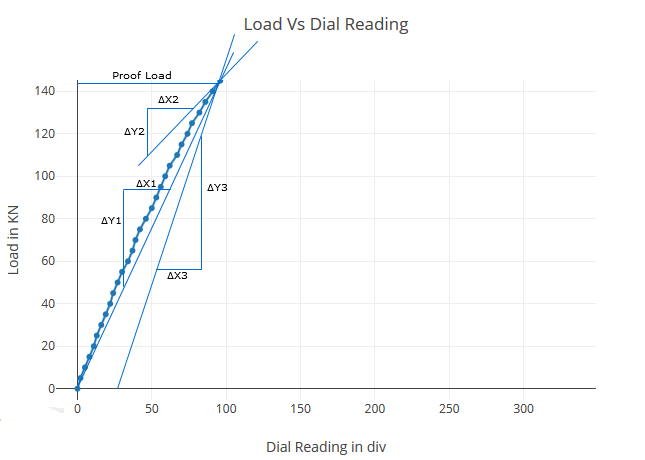 Load Vs Dial Reading
Proof Load
140
ΔX2
120
ΔY2
100
ΔX1
ΔY3
80
ΔY1
60
ΔX3
40
20
0
0 50 100 150 200 250 300
Load in KN
Dial Reading in div